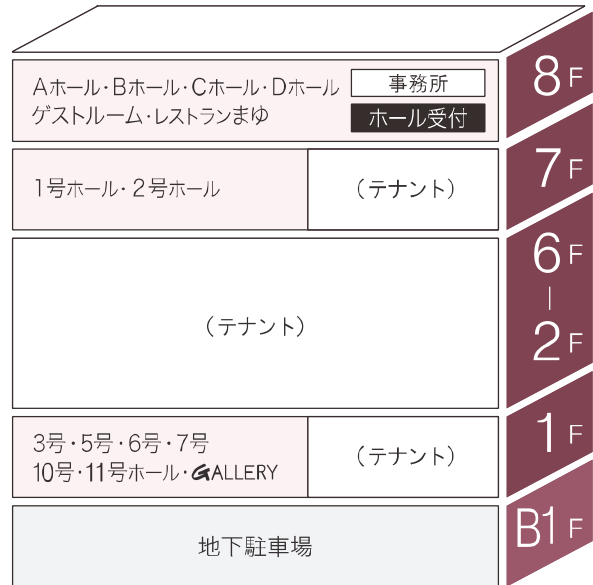 Aホール・Bホール・Cホール・Dホール
ゲストルーム・レストランまゆ
事務所
ホール受付
8F
1号ホール・2号ホール
(テナント)
7F
(テナント)
6F
|
2F
3号・5号・6号・7号
10号・11号ホール・GALLERY
(テナント)
1F
地下駐車場
B1F